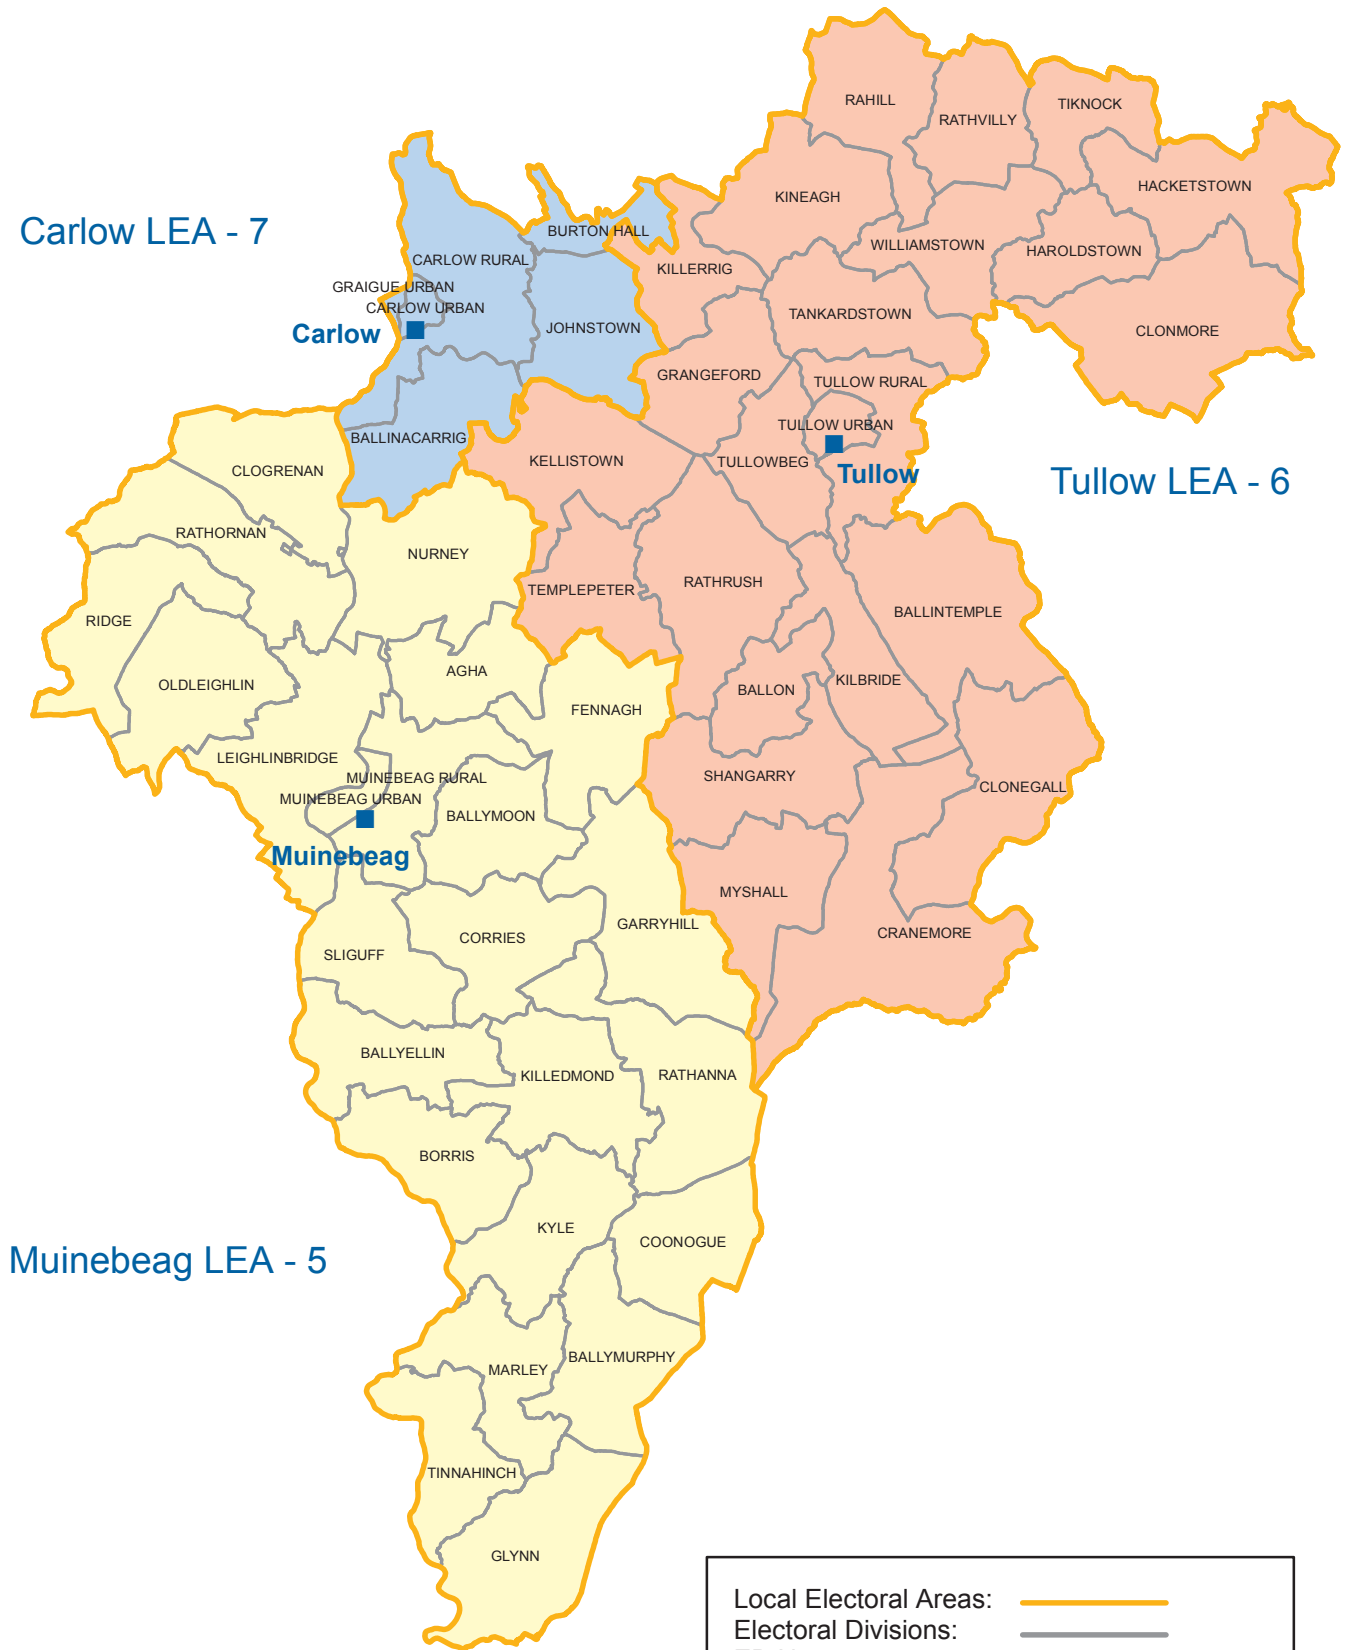 RAHILL
RATHVILLY
TIKNOCK
HACKETSTOWN
KINEAGH
Carlow LEA - 7
BURTON HALL
WILLIAMSTOWN
HAROLDSTOWN
CARLOW RURAL
KILLERRIG
GRAIGUE URBAN
CARLOW URBAN
TANKARDSTOWN
Carlow
JOHNSTOWN
CLONMORE
GRANGEFORD
TULLOW RURAL
TULLOW URBAN
BALLINACARRIG
KELLISTOWN
TULLOWBEG
Tullow
Tullow LEA - 6
CLOGRENAN
RATHORNAN
NURNEY
RATHRUSH
TEMPLEPETER
BALLINTEMPLE
RIDGE
AGHA
OLDLEIGHLIN
BALLON
KILBRIDE
FENNAGH
LEIGHLINBRIDGE
MUINEBEAG RURAL
SHANGARRY
CLONEGALL
MUINEBEAG URBAN
BALLYMOON
Muinebeag
MYSHALL
GARRYHILL
CRANEMORE
CORRIES
SLIGUFF
BALLYELLIN
KILLEDMOND
RATHANNA
BORRIS
KYLE
COONOGUE
Muinebeag LEA - 5
BALLYMURPHY
MARLEY
TINNAHINCH
GLYNN
Local Electoral Areas:
Electoral Divisions: